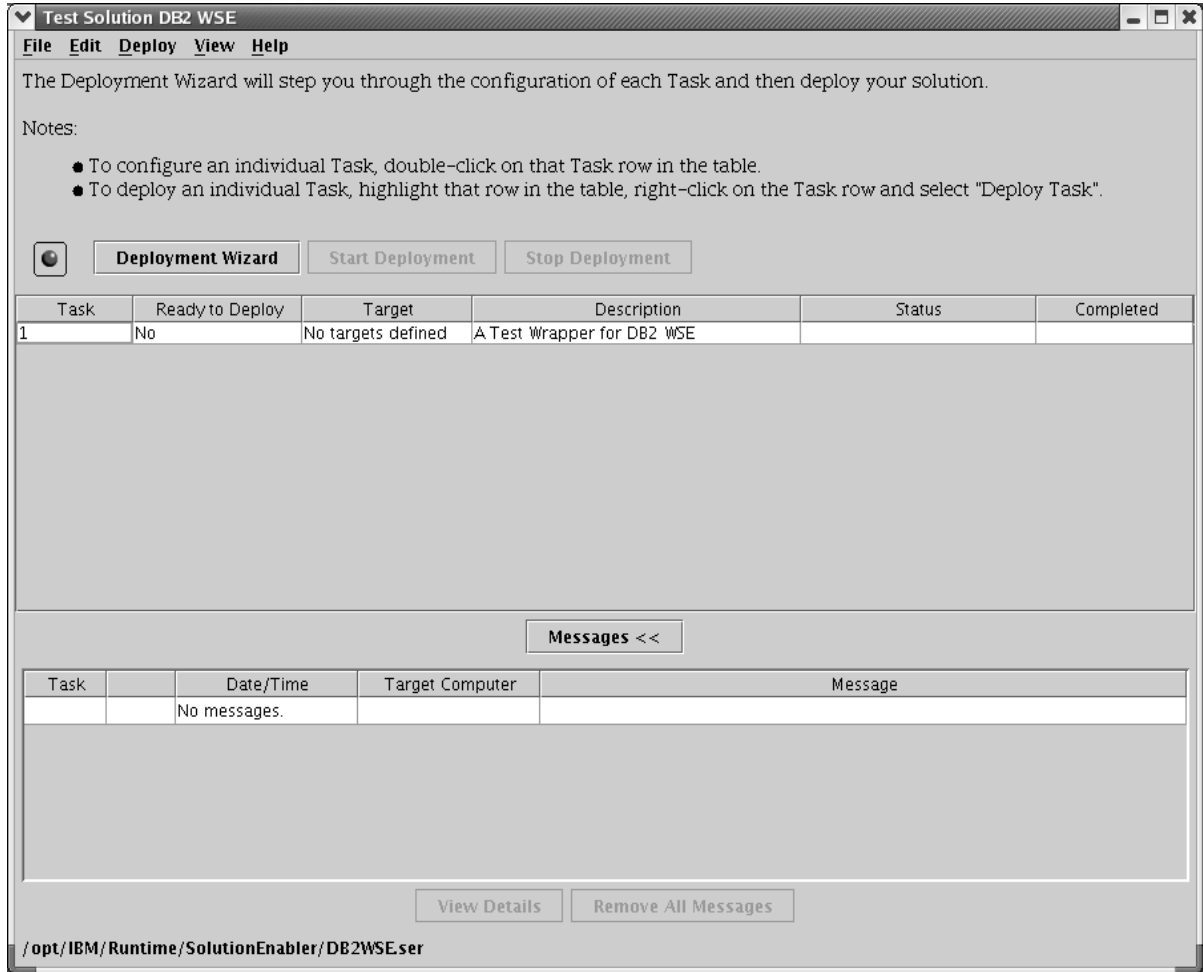 Test Solution DB2 WSE
File Edit Deploy View Help
The Deployment Wizard will step you through the configuration of each Task and then deploy your solution.
Notes:
To configure an individual Task, double-click on that Task row in the table.
To deploy an individual Task, highlight that row in the table, right-click on the Task row and select "Deploy Task".
Deployment Wizard Start Deployment Stop Deployment
Task Ready to Deploy Target Description Status Completed
1 No No targets defined A Test Wrapper for DB2 WSE
Messages <<
Task Date/Time Target Computer Message
No messages.
View Details Remove All Messages
/opt/IBM/Runtime/SolutionEnabler/DB2WSE.ser